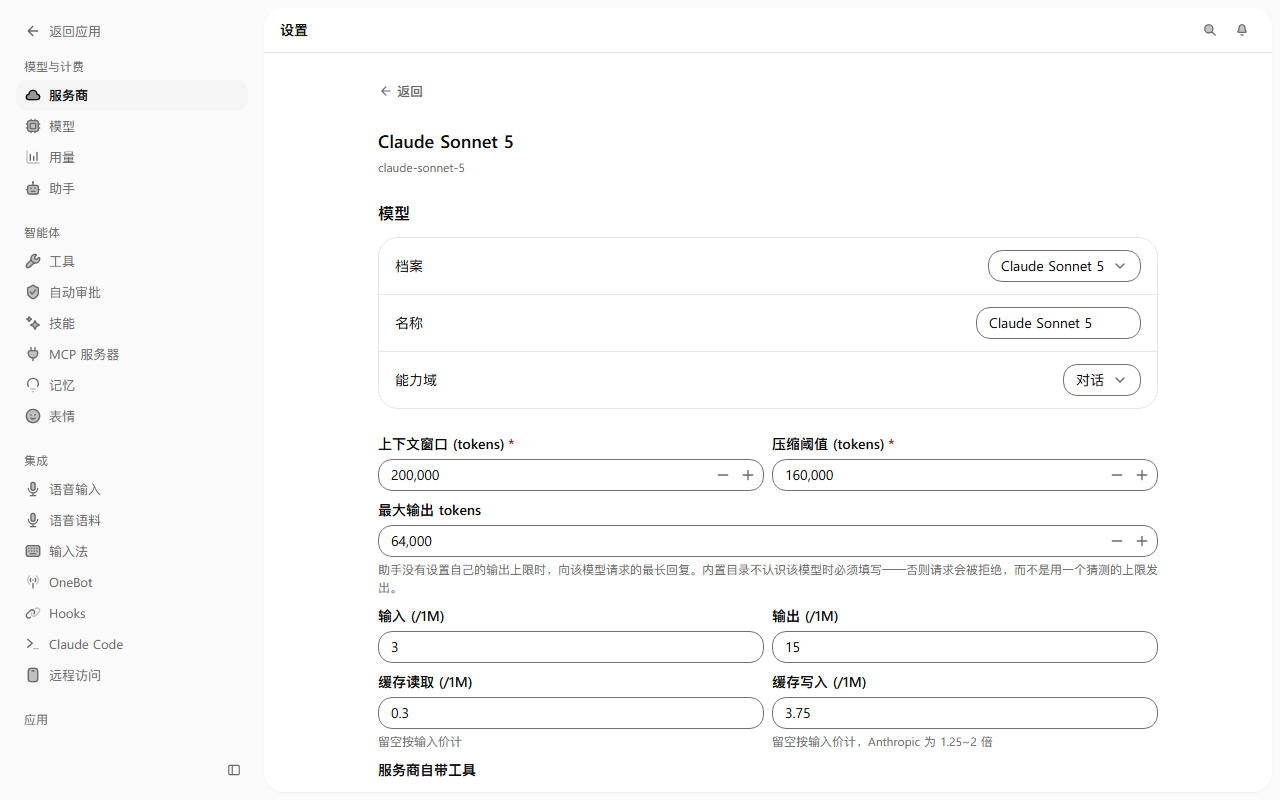 返回应用
模型与计费
服务商
模型
用量
助手
智能体
工具
自动审批
技能
MCP 服务器
记忆
表情
集成
语音输入
语音语料
输入法
OneBot
Hooks
Claude Code
远程访问
应用
设置
返回
Claude Sonnet 5
claude-sonnet-5
模型
档案
Claude Sonnet 5
名称
Claude Sonnet 5
能力域
对话
上下文窗口 (tokens) *
压缩阈值 (tokens) *
200,000
160,000
最大输出 tokens
64,000
助手没有设置自己的输出上限时，向该模型请求的最长回复。内置目录不认识该模型时必须填写——否则请求会被拒绝，而不是用一个猜测的上限发
出。
输入 (/1M)
输出 (/1M)
3
15
缓存读取 (/1M)
缓存写入 (/1M)
0.3
3.75
留空按输入价计
留空按输入价计，Anthropic 为 1.25~2 倍
服务商自带工具